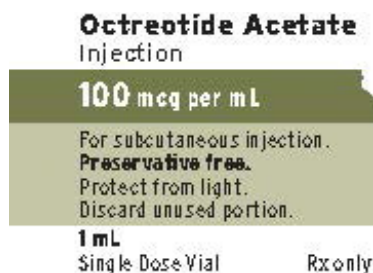 Octreotide Acetate
Injection
100 mcg per mL
For subcutaneous injection.
Preservative free.
Protect from light.
Discard unused portion.
1 mL
Single Dose Vial Rx only